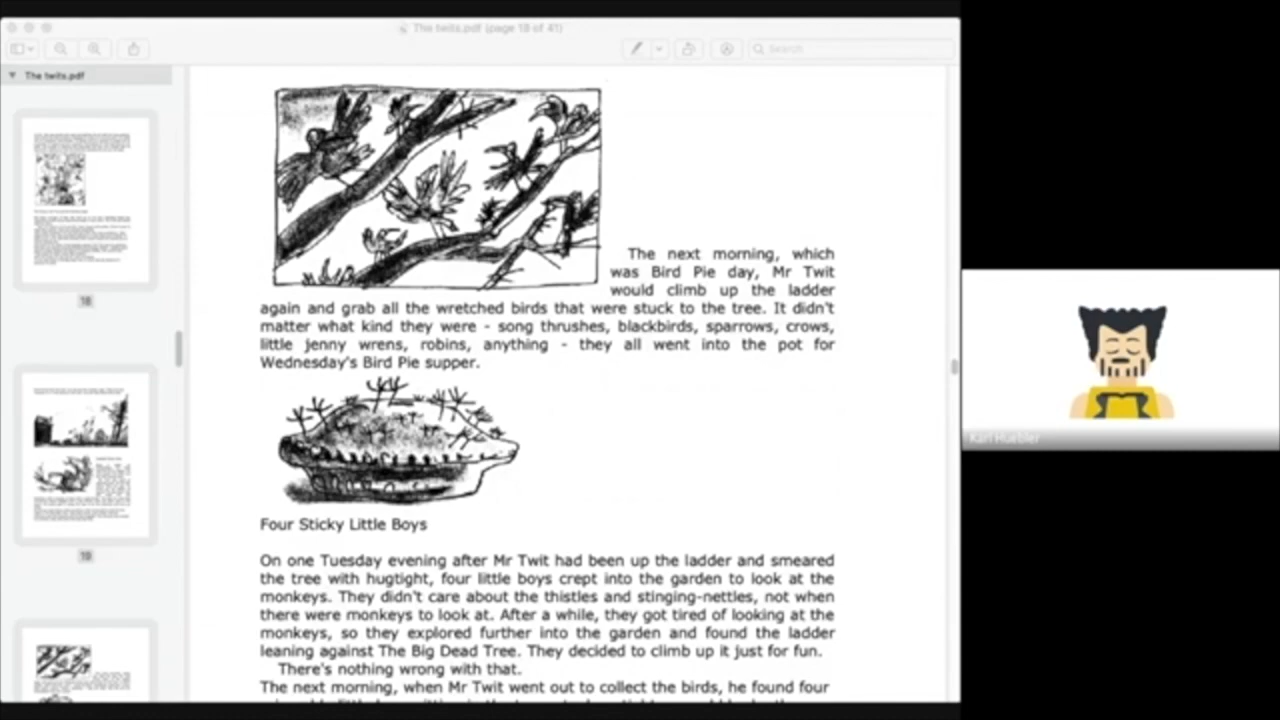 The twits.pdf (page 19 of 41)
Search
The twits.pdf
18
19
The next morning, which
was Bird Pie day, Mr Twit
would climb up the ladder
again and grab all the wretched birds that were stuck to the tree. It didn't
matter what kind they were - song thrushes, blackbirds, sparrows, crows,
little jenny wrens, robins, anything - they all went into the pot for
Wednesday's Bird Pie supper.
Four Sticky Little Boys
On one Tuesday evening after Mr Twit had been up the ladder and smeared
the tree with hugtight, four little boys crept into the garden to look at the
monkeys. They didn't care about the thistles and stinging-nettles, not when
there were monkeys to look at. After a while, they got tired of looking at the
monkeys, so they explored further into the garden and found the ladder
leaning against The Big Dead Tree. They decided to climb up it just for fun.
There's nothing wrong with that.
The next morning, when Mr Twit went out to collect the birds, he found four
Karl Huebler